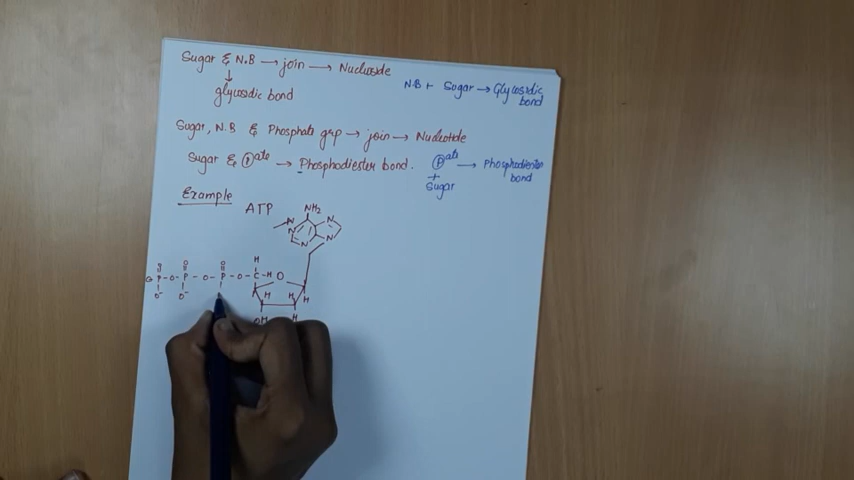 Sugar & N.B → join → Nucleoside
↓
glycosidic bond
N.B + Sugar → Glycosidic
bond
Sugar, N.B & Phosphate grp → join → Nucleotide
Sugar & Pate → Phosphodiester bond.
Pate → Phosphodiester
+ bond
Sugar
Example
ATP
NH2
N N
N
N N
H
O O O
O-P-O-P-O-P-O-C-H O
O- O-
H H H
OH H